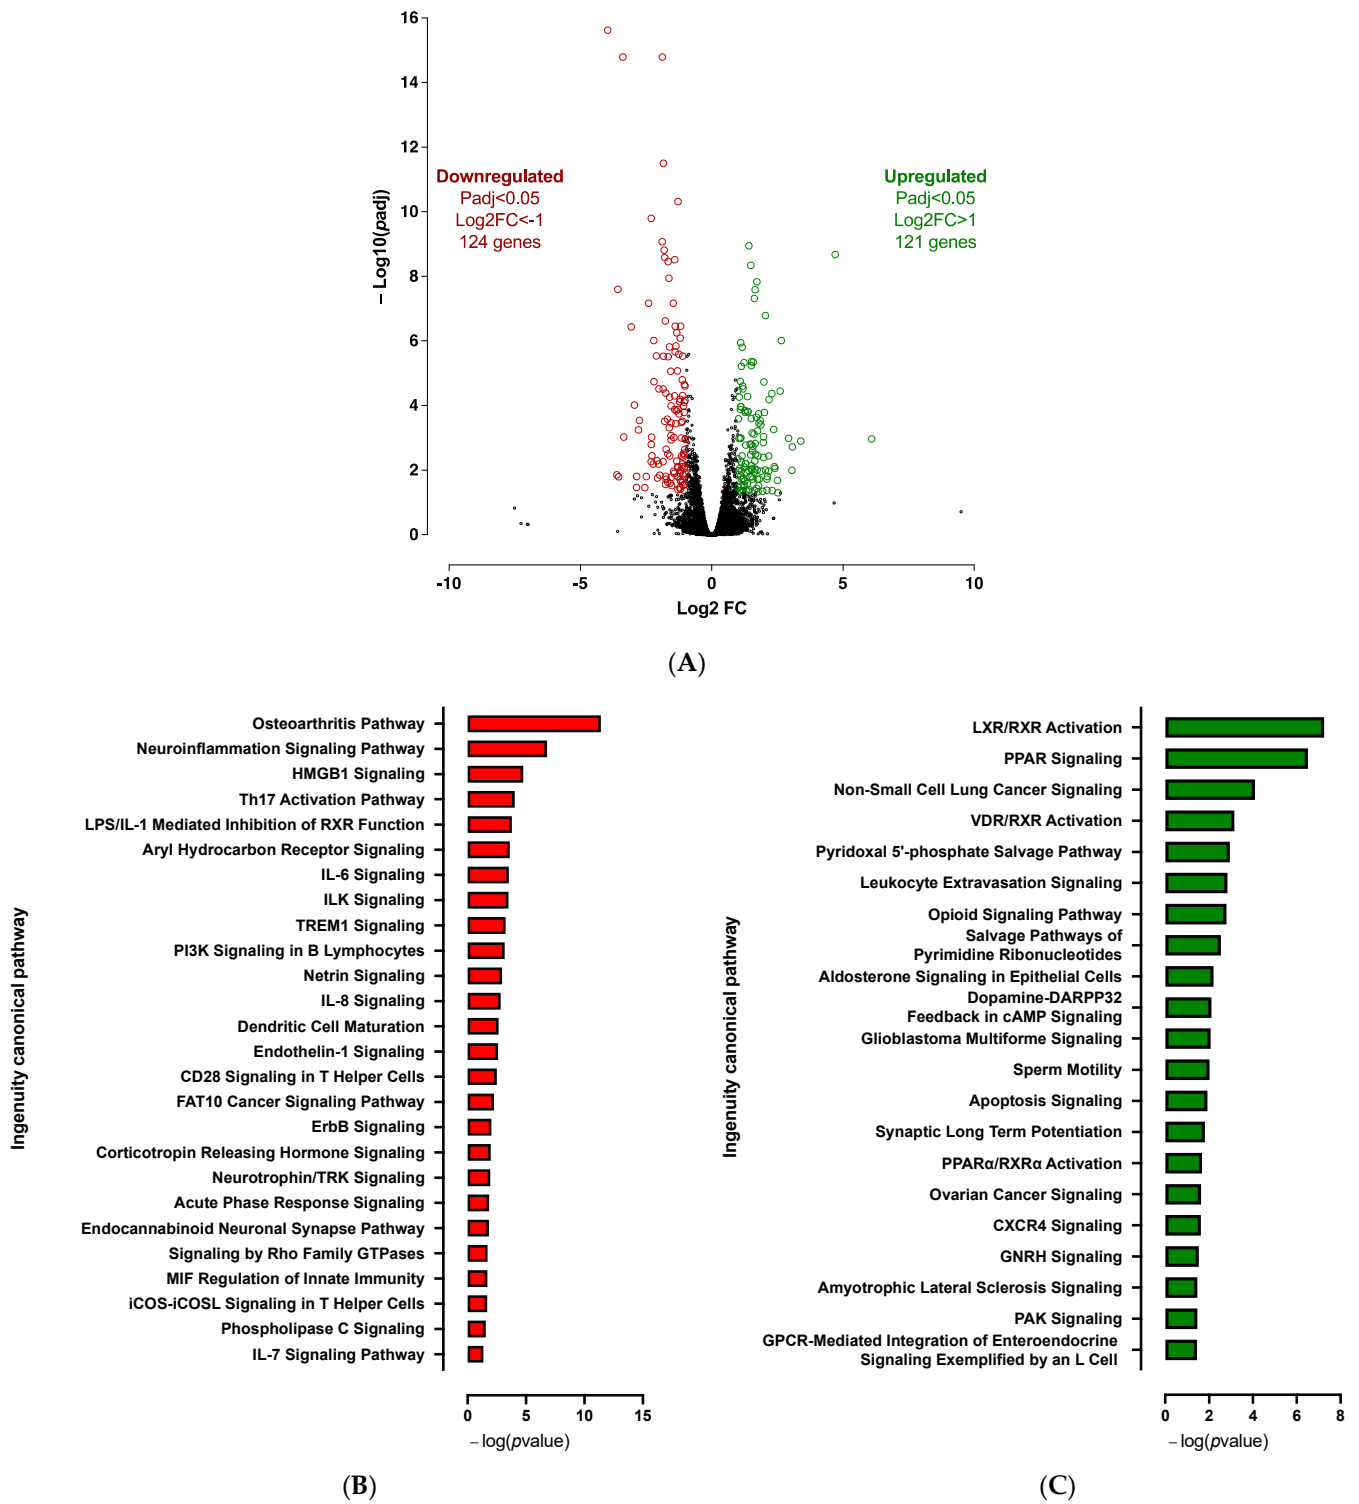 16
14
12
10
8
6
4
2
0
– Log10(padj)
Downregulated
Padj<0.05
Log2FC<-1
124 genes
Upregulated
Padj<0.05
Log2FC>1
121 genes
-10
-5
0
5
10
Log2 FC
(A)
Ingenuity canonical pathway
Osteoarthritis Pathway
Neuroinflammation Signaling Pathway
HMGB1 Signaling
Th17 Activation Pathway
LPS/IL-1 Mediated Inhibition of RXR Function
Aryl Hydrocarbon Receptor Signaling
IL-6 Signaling
ILK Signaling
TREM1 Signaling
PI3K Signaling in B Lymphocytes
Netrin Signaling
IL-8 Signaling
Dendritic Cell Maturation
Endothelin-1 Signaling
CD28 Signaling in T Helper Cells
FAT10 Cancer Signaling Pathway
ErbB Signaling
Corticotropin Releasing Hormone Signaling
Neurotrophin/TRK Signaling
Acute Phase Response Signaling
Endocannabinoid Neuronal Synapse Pathway
Signaling by Rho Family GTPases
MIF Regulation of Innate Immunity
iCOS-iCOSL Signaling in T Helper Cells
Phospholipase C Signaling
IL-7 Signaling Pathway
0
5
10
15
– log(pvalue)
(B)
Ingenuity canonical pathway
LXR/RXR Activation
PPAR Signaling
Non-Small Cell Lung Cancer Signaling
VDR/RXR Activation
Pyridoxal 5'-phosphate Salvage Pathway
Leukocyte Extravasation Signaling
Opioid Signaling Pathway
Salvage Pathways of
Pyrimidine Ribonucleotides
Aldosterone Signaling in Epithelial Cells
Dopamine-DARPP32
Feedback in cAMP Signaling
Glioblastoma Multiforme Signaling
Sperm Motility
Apoptosis Signaling
Synaptic Long Term Potentiation
PPARα/RXRα Activation
Ovarian Cancer Signaling
CXCR4 Signaling
GNRH Signaling
Amyotrophic Lateral Sclerosis Signaling
PAK Signaling
GPCR-Mediated Integration of Enteroendocrine
Signaling Exemplified by an L Cell
0
2
4
6
8
– log(pvalue)
(C)